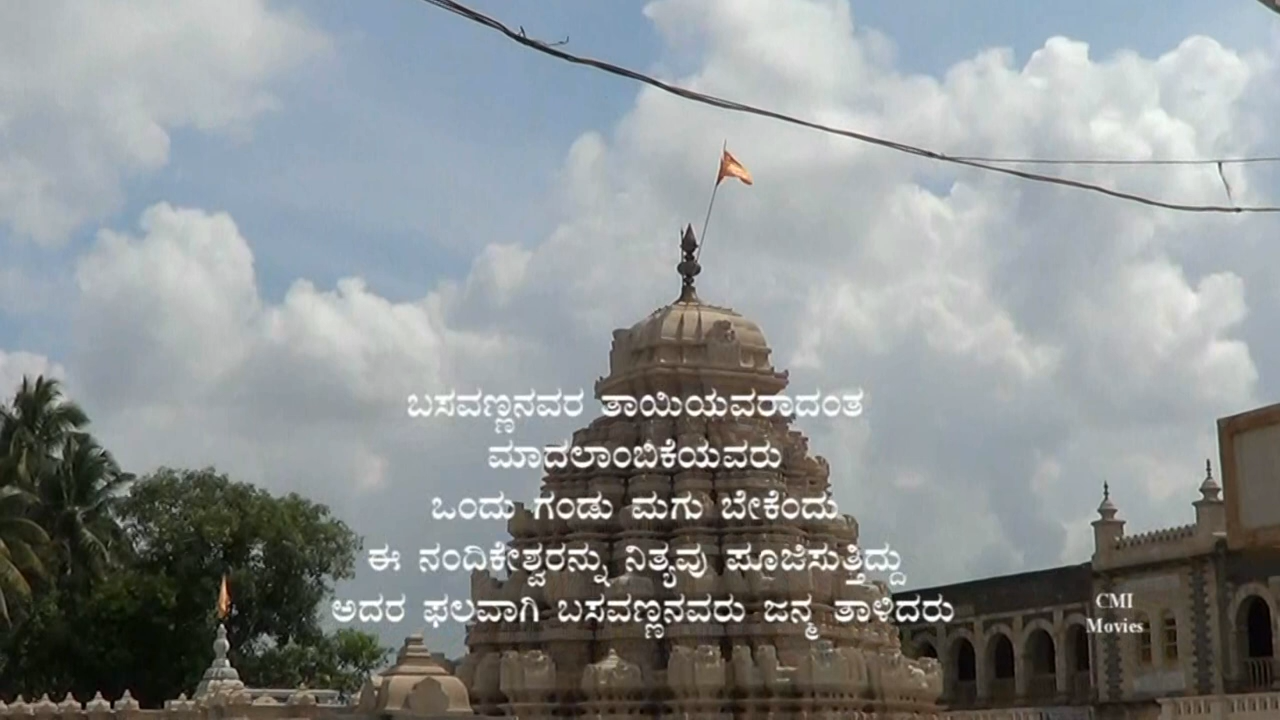 ಬಸವಣ್ಣನವರ ತಾಯಿಯವರಾದಂತ
ಮಾದಲಾಂಬಿಕೆಯವರು
ಒಂದು ಗಂಡು ಮಗು ಬೇಕೆಂದು
ಈ ನಂದಿಕೇಶ್ವರನ್ನು ನಿತ್ಯವು ಪೂಜಿಸುತ್ತಿದ್ದು
ಅದರ ಫಲವಾಗಿ ಬಸವಣ್ಣನವರು ಜನ್ಮ ತಾಳಿದರು
CMI
Movies